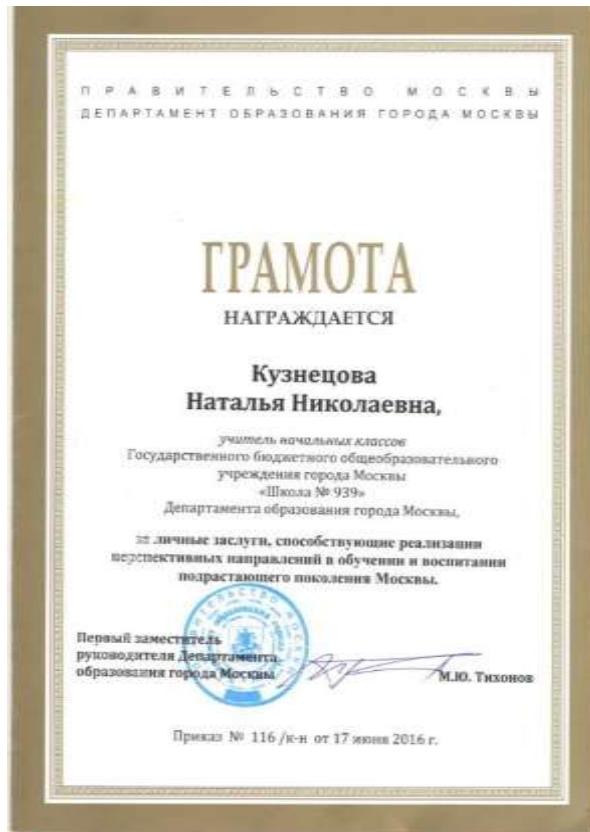 ПРАВИТЕЛЬСТВО МОСКВЫ
ДЕПАРТАМЕНТ ОБРАЗОВАНИЯ ГОРОДА МОСКВЫ
ГРАМОТА
НАГРАЖДАЕТСЯ
Кузнецова
Наталья Николаевна,
учитель начальных классов
Государственного бюджетного общеобразовательного
учреждения города Москвы
«Школа № 939»
Департамента образования города Москвы,
за личные заслуги, способствующие реализации
перспективных направлений в обучении и воспитании
подрастающего поколения Москвы.
Первый заместитель
руководителя Департамента
образования города Москвы
М.Ю. Тихонов
Приказ № 116 /к-н от 17 июня 2016 г.